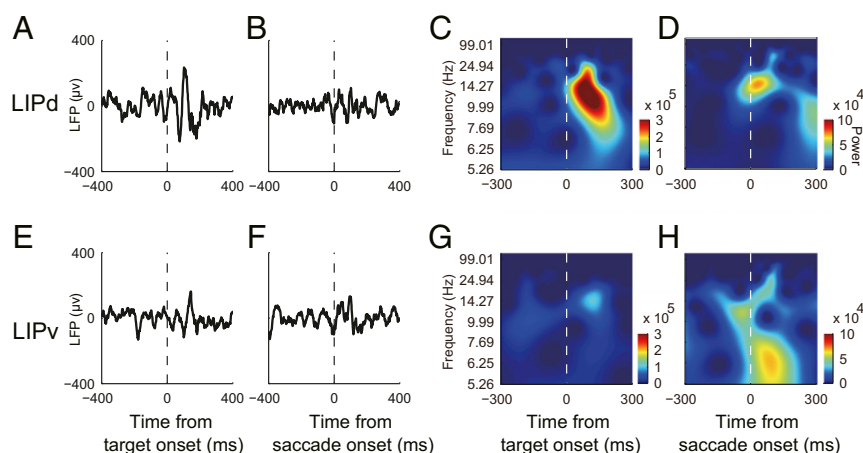 A
B
C
D
LIPd
LFP (μv)
400
0
−400
−400 0 400
−400 0 400
Frequency (Hz)
99.01
24.94
14.27
9.99
7.69
6.25
5.26
−300 0 300
x 10^5
3
2
1
0
−300 0 300
x 10^4
10
5
0
Power
E
F
G
H
LIPv
LFP (μv)
400
0
−400
−400 0 400
−400 0 400
Frequency (Hz)
99.01
24.94
14.27
9.99
7.69
6.25
5.26
−300 0 300
x 10^5
3
2
1
0
−300 0 300
x 10^4
10
5
0
Time from
target onset (ms)
Time from
saccade onset (ms)
Time from
target onset (ms)
Time from
saccade onset (ms)